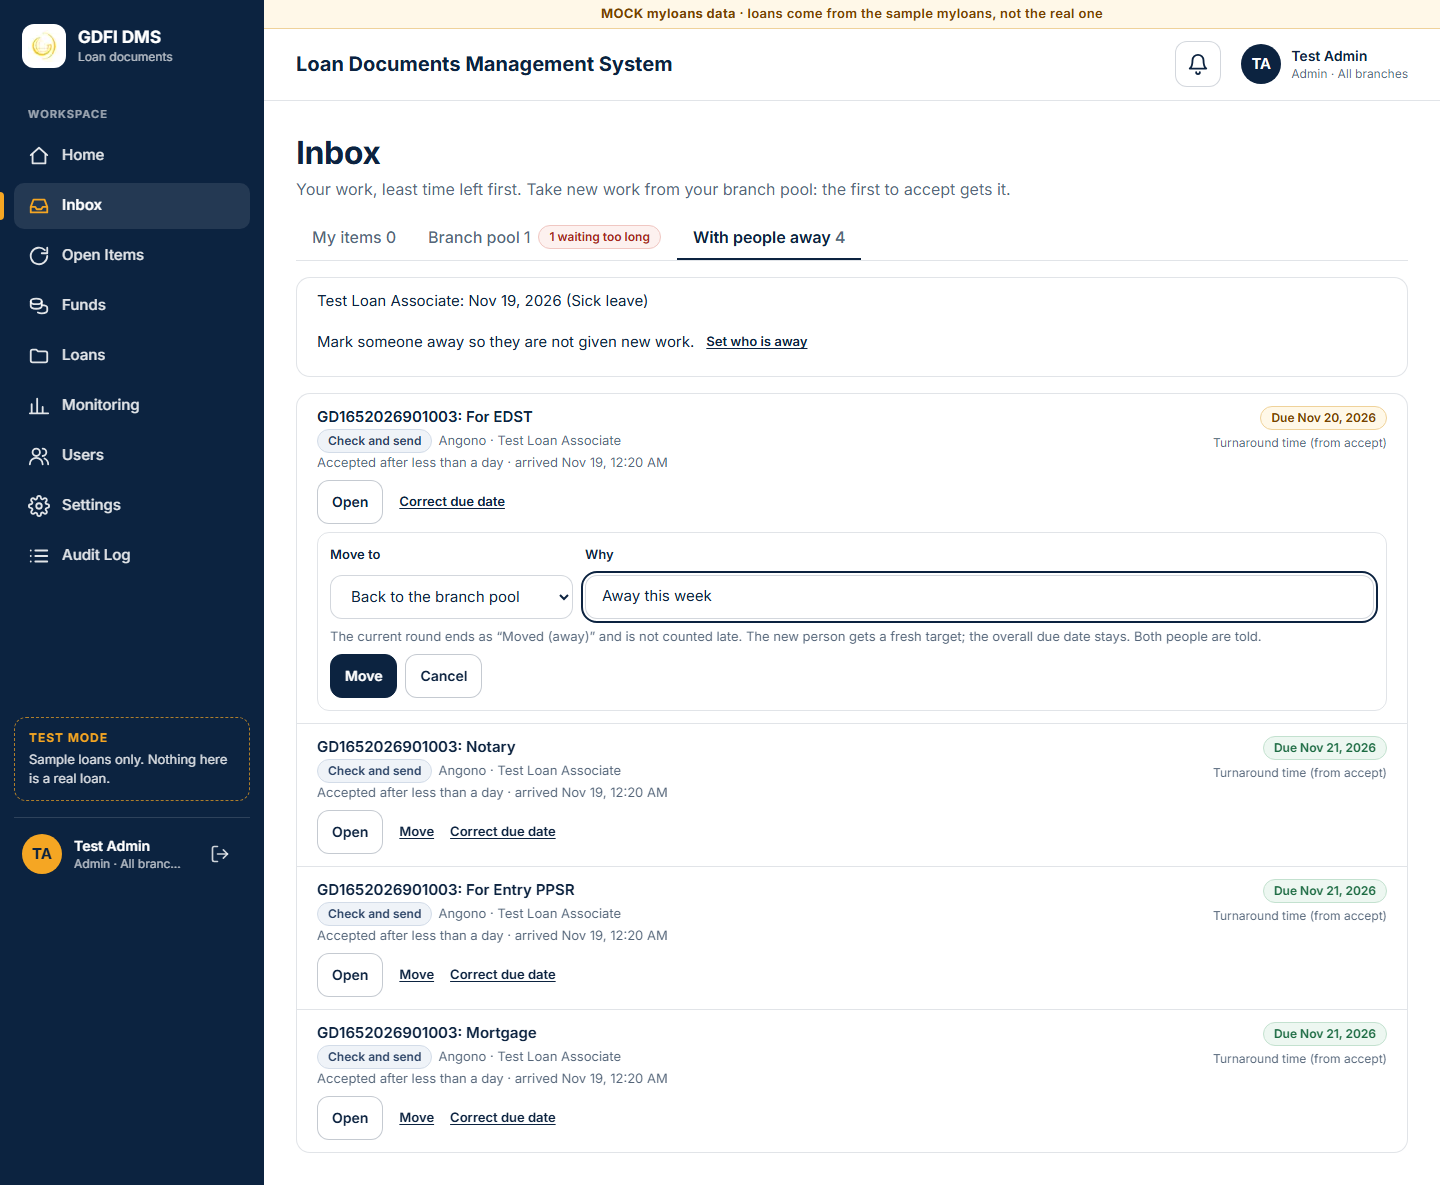 MOCK myloans data · loans come from the sample myloans, not the real one
GDFI DMS
Loan documents
WORKSPACE
Home
Inbox
Open Items
Funds
Loans
Monitoring
Users
Settings
Audit Log
TEST MODE
Sample loans only. Nothing here
is a real loan.
TA
Test Admin
Admin · All branc...
Loan Documents Management System
TA
Test Admin
Admin · All branches
Inbox
Your work, least time left first. Take new work from your branch pool: the first to accept gets it.
My items 0
Branch pool 1
1 waiting too long
With people away 4
Test Loan Associate: Nov 19, 2026 (Sick leave)
Mark someone away so they are not given new work. Set who is away
GD1652026901003: For EDST
Due Nov 20, 2026
Check and send Angono · Test Loan Associate
Turnaround time (from accept)
Accepted after less than a day · arrived Nov 19, 12:20 AM
Open Correct due date
Move to
Why
Back to the branch pool
Away this week
The current round ends as “Moved (away)” and is not counted late. The new person gets a fresh target; the overall due date stays. Both people are told.
Move Cancel
GD1652026901003: Notary
Due Nov 21, 2026
Check and send Angono · Test Loan Associate
Turnaround time (from accept)
Accepted after less than a day · arrived Nov 19, 12:20 AM
Open Move Correct due date
GD1652026901003: For Entry PPSR
Due Nov 21, 2026
Check and send Angono · Test Loan Associate
Turnaround time (from accept)
Accepted after less than a day · arrived Nov 19, 12:20 AM
Open Move Correct due date
GD1652026901003: Mortgage
Due Nov 21, 2026
Check and send Angono · Test Loan Associate
Turnaround time (from accept)
Accepted after less than a day · arrived Nov 19, 12:20 AM
Open Move Correct due date